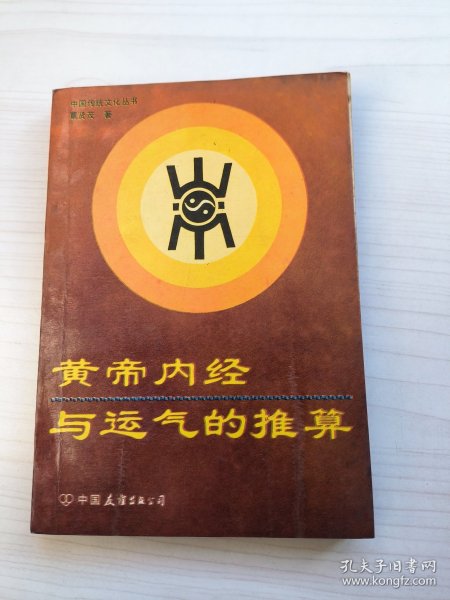 中国传统文化丛书
著
黄帝内经
与运气的推算
中国友谊出版公司
孔夫子旧书网
www.kongfz.com